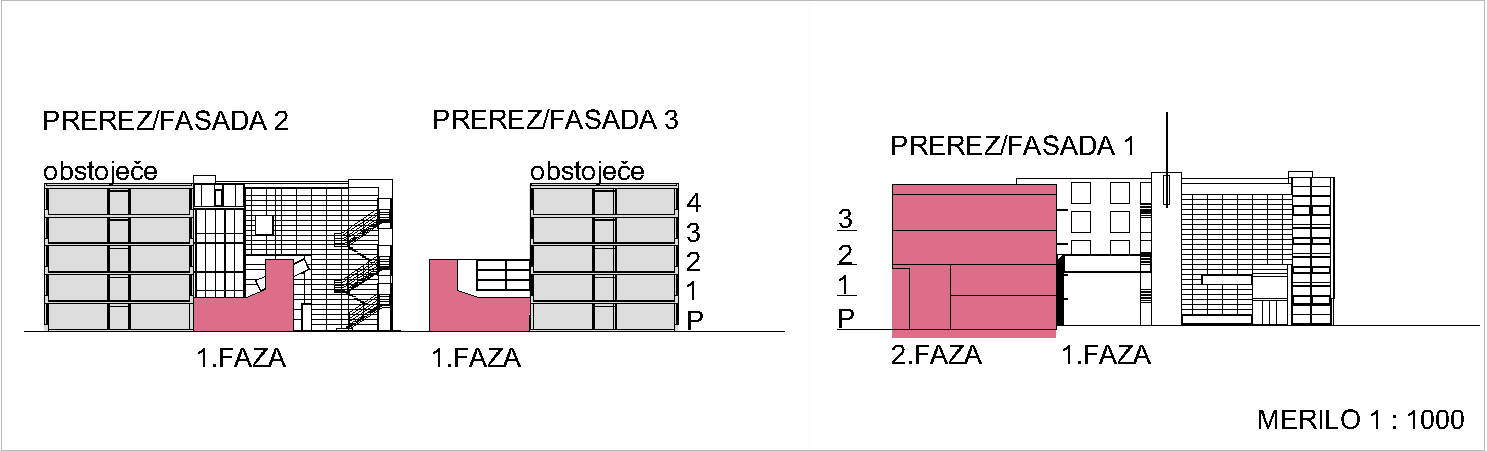 PREREZ/FASADA 2
obstoječe
1.FAZA
PREREZ/FASADA 3
obstoječe
4
3
2
1
P
1.FAZA
PREREZ/FASADA 1
3
2
1
P
2.FAZA
1.FAZA
MERILO 1 : 1000